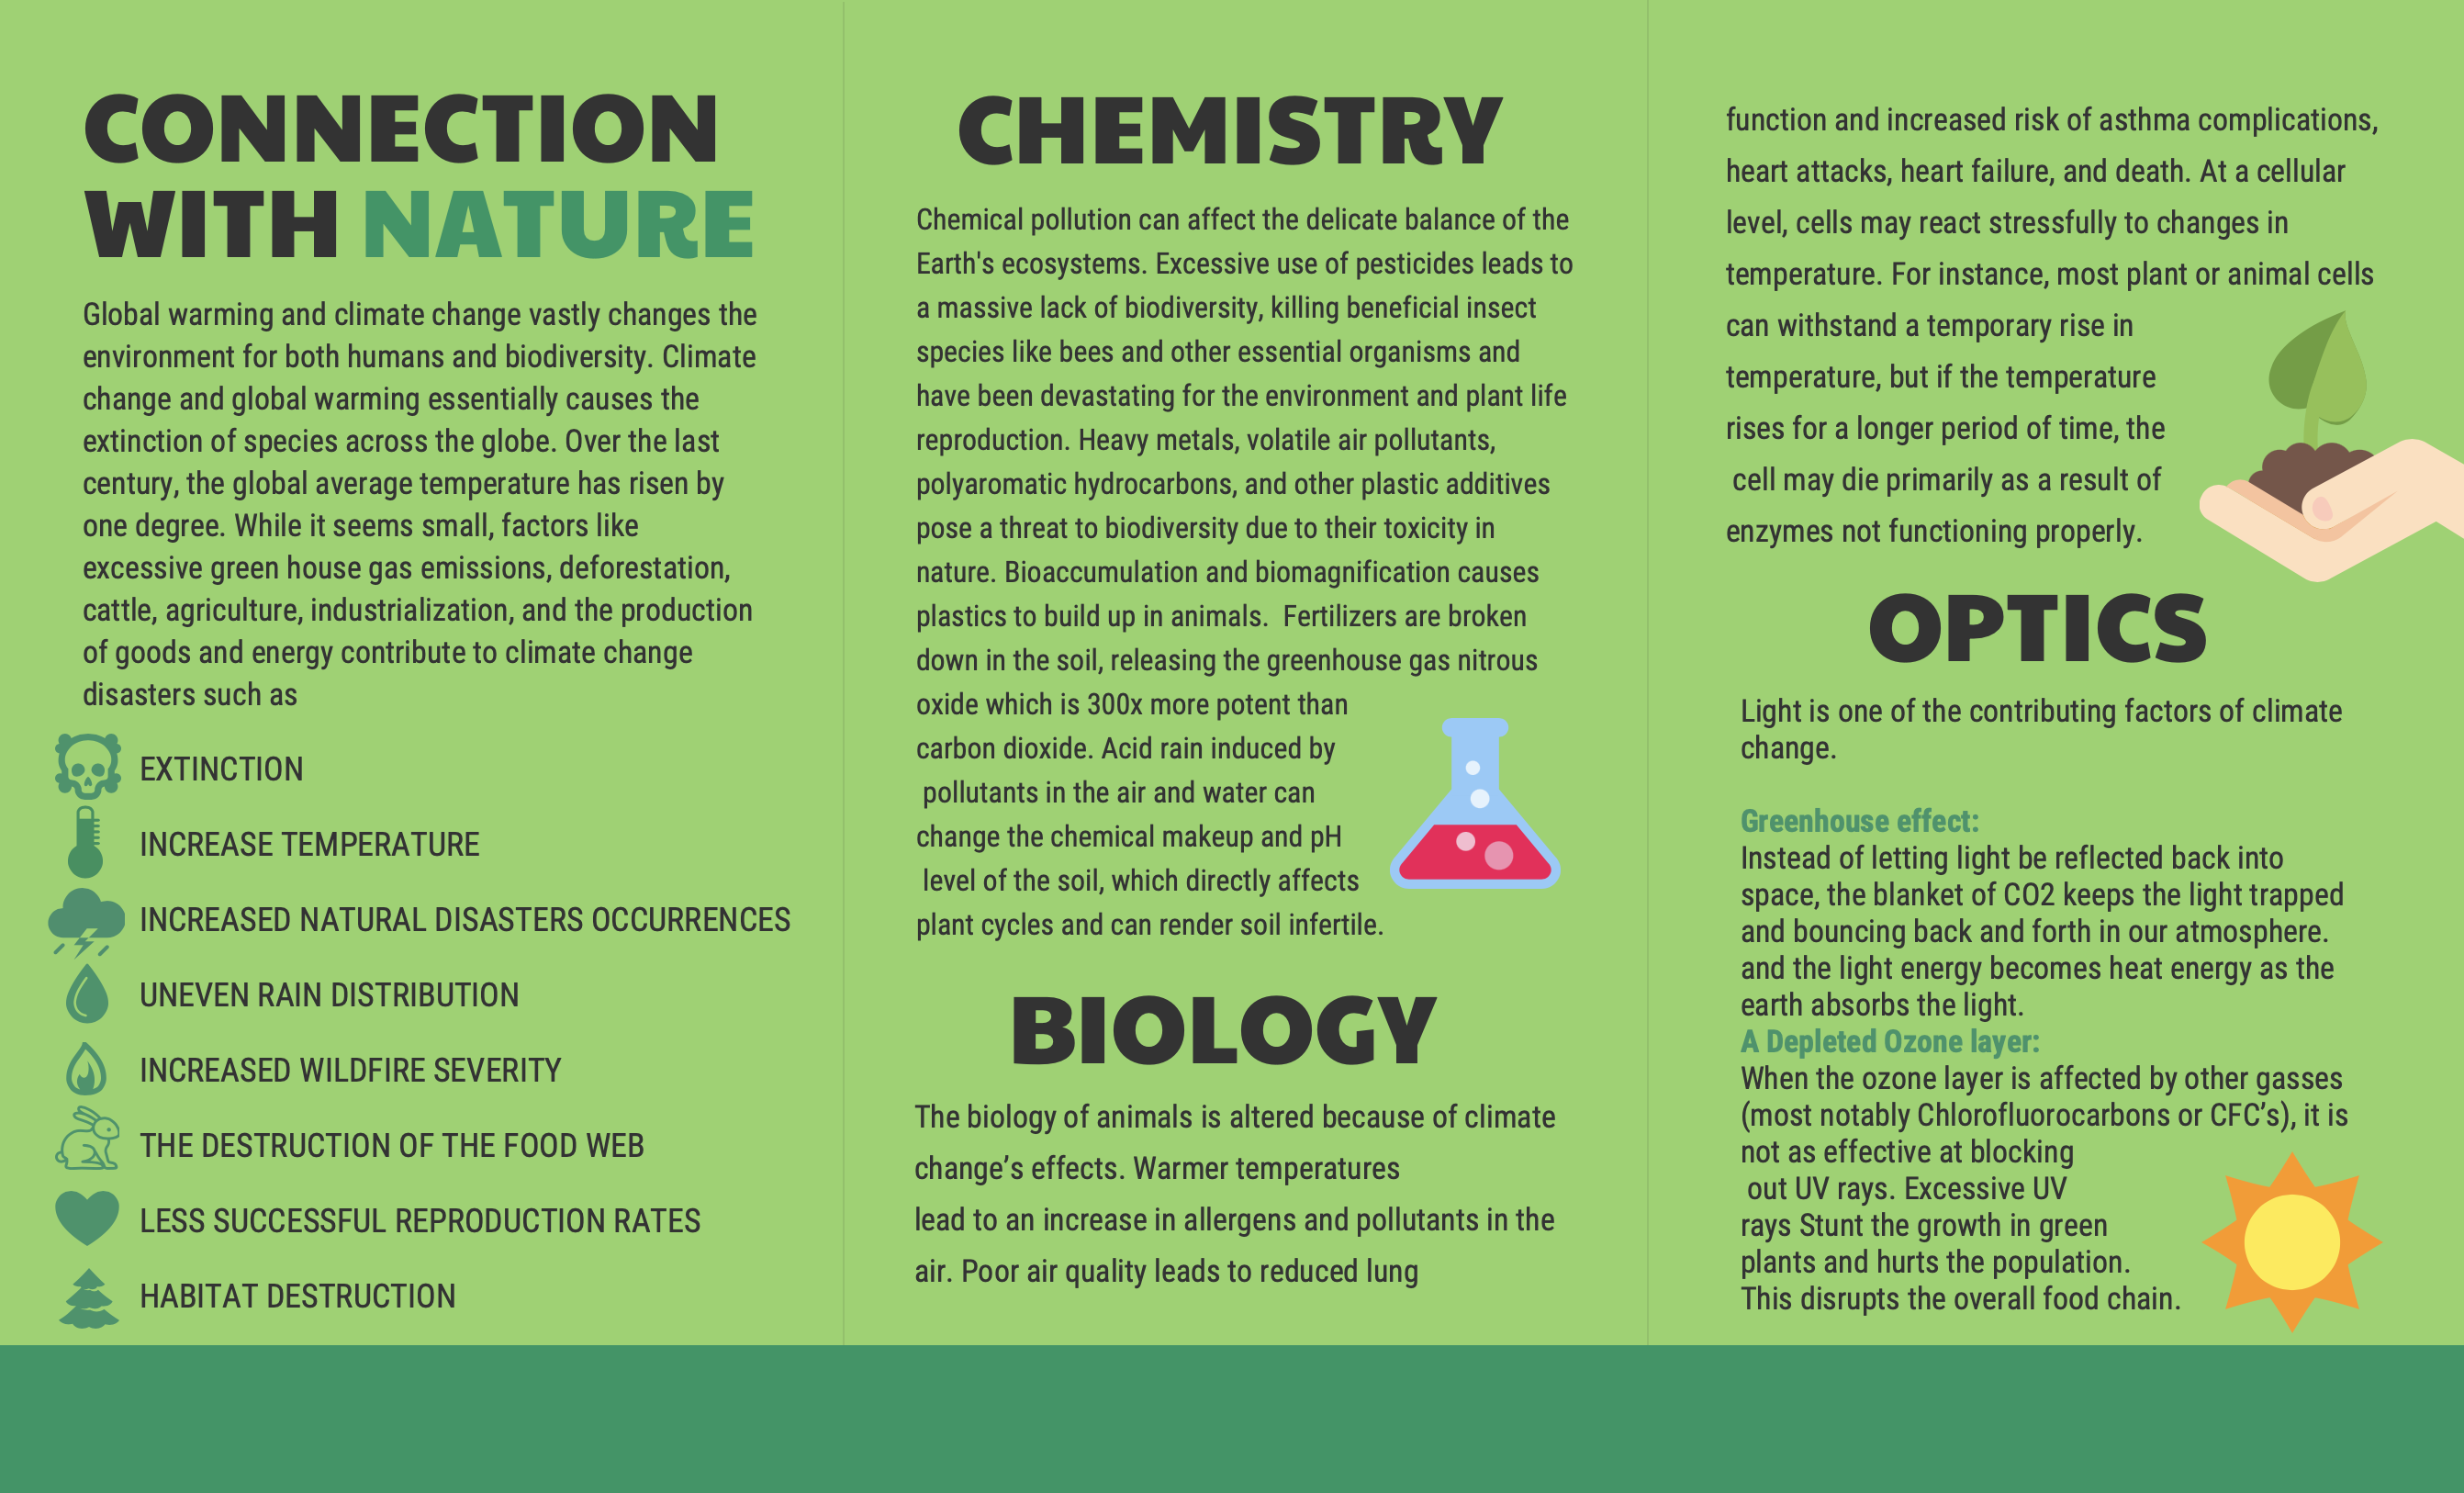 CONNECTION
WITH NATURE
Global warming and climate change vastly changes the
environment for both humans and biodiversity. Climate
change and global warming essentially causes the
extinction of species across the globe. Over the last
century, the global average temperature has risen by
one degree. While it seems small, factors like
excessive green house gas emissions, deforestation,
cattle, agriculture, industrialization, and the production
of goods and energy contribute to climate change
disasters such as
EXTINCTION
INCREASE TEMPERATURE
INCREASED NATURAL DISASTERS OCCURRENCES
UNEVEN RAIN DISTRIBUTION
INCREASED WILDFIRE SEVERITY
THE DESTRUCTION OF THE FOOD WEB
LESS SUCCESSFUL REPRODUCTION RATES
HABITAT DESTRUCTION
CHEMISTRY
Chemical pollution can affect the delicate balance of the
Earth's ecosystems. Excessive use of pesticides leads to
a massive lack of biodiversity, killing beneficial insect
species like bees and other essential organisms and
have been devastating for the environment and plant life
reproduction. Heavy metals, volatile air pollutants,
polyaromatic hydrocarbons, and other plastic additives
pose a threat to biodiversity due to their toxicity in
nature. Bioaccumulation and biomagnification causes
plastics to build up in animals.  Fertilizers are broken
down in the soil, releasing the greenhouse gas nitrous
oxide which is 300x more potent than
carbon dioxide. Acid rain induced by
pollutants in the air and water can
change the chemical makeup and pH
level of the soil, which directly affects
plant cycles and can render soil infertile.
BIOLOGY
The biology of animals is altered because of climate
change’s effects. Warmer temperatures
lead to an increase in allergens and pollutants in the
air. Poor air quality leads to reduced lung
function and increased risk of asthma complications,
heart attacks, heart failure, and death. At a cellular
level, cells may react stressfully to changes in
temperature. For instance, most plant or animal cells
can withstand a temporary rise in
temperature, but if the temperature
rises for a longer period of time, the
cell may die primarily as a result of
enzymes not functioning properly.
OPTICS
Light is one of the contributing factors of climate
change.
Greenhouse effect:
Instead of letting light be reflected back into
space, the blanket of CO2 keeps the light trapped
and bouncing back and forth in our atmosphere.
and the light energy becomes heat energy as the
earth absorbs the light.
A Depleted Ozone layer:
When the ozone layer is affected by other gasses
(most notably Chlorofluorocarbons or CFC’s), it is
not as effective at blocking
out UV rays. Excessive UV
rays Stunt the growth in green
plants and hurts the population.
This disrupts the overall food chain.